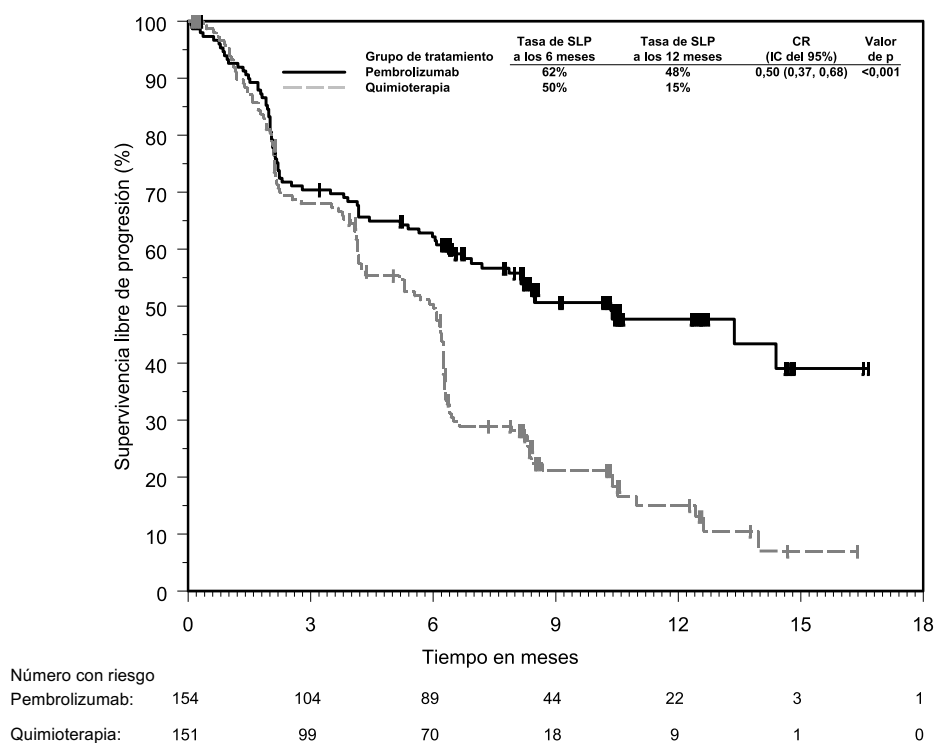 Tasa de SLP Tasa de SLP CR Valor
Grupo de tratamiento a los 6 meses a los 12 meses (IC del 95%) de p
Pembrolizumab 62% 48% 0,50 (0,37, 0,68) <0,001
Quimioterapia 50% 15%
Supervivencia libre de progresión (%)
100
90
80
70
60
50
40
30
20
10
0
0 3 6 9 12 15 18
Tiempo en meses
Número con riesgo
Pembrolizumab: 154 104 89 44 22 3 1
Quimioterapia: 151 99 70 18 9 1 0